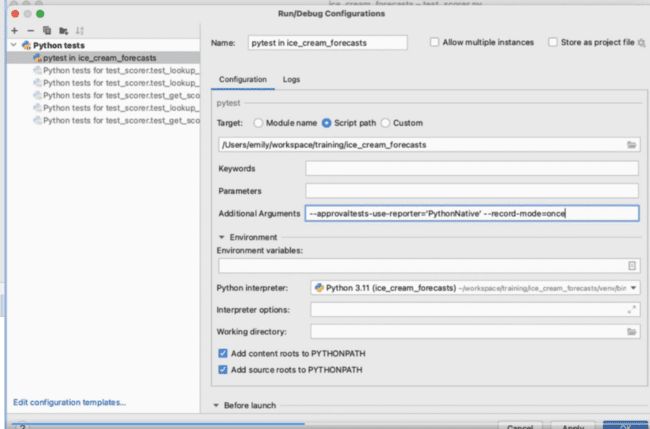 ice_cream_forecasts – test_scorer.py
Run/Debug Configurations
Python tests
pytest in ice_cream_forecasts
Python tests for test_scorer.test_lookup_
Python tests for test_scorer.test_lookup_
Python tests for test_scorer.test_get_sco
Python tests for test_scorer.test_lookup_
Python tests for test_scorer.test_get_sco
Edit configuration templates...
Name: pytest in ice_cream_forecasts
Allow multiple instances
Store as project file
Configuration Logs
pytest
Target: Module name Script path Custom
/Users/emily/workspace/training/ice_cream_forecasts
Keywords
Parameters
Additional Arguments --approvaltests-use-reporter='PythonNative' --record-mode=once
Environment
Environment variables:
Python interpreter: Python 3.11 (ice_cream_forecasts) ~/workspace/training/ice_cream_forecasts/venv/bin
Interpreter options:
Working directory:
Add content roots to PYTHONPATH
Add source roots to PYTHONPATH
Before launch
? Cancel Apply OK